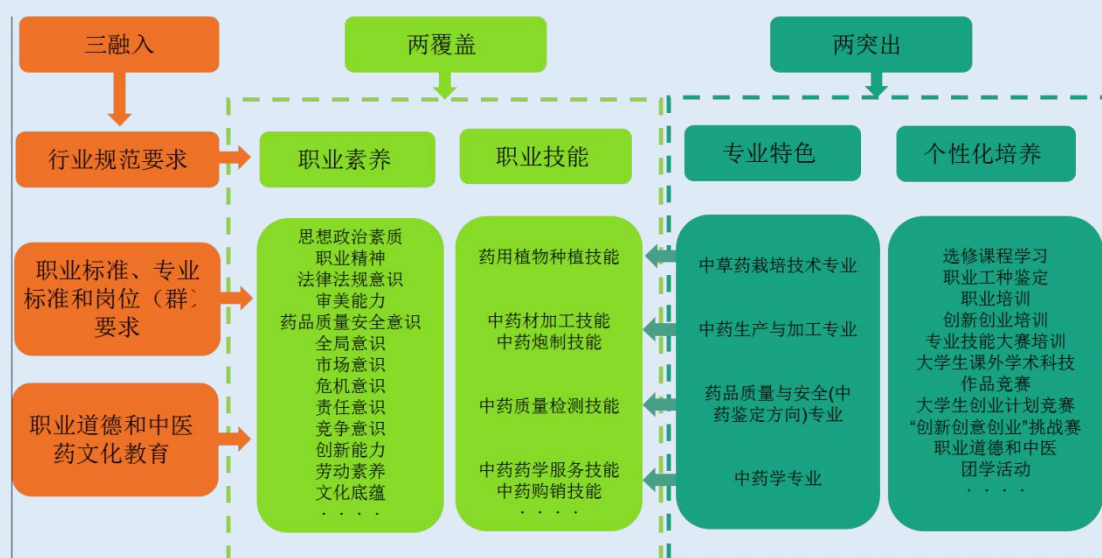 三融入
两覆盖
两突出
行业规范要求
职业素养
职业技能
专业特色
个性化培养
职业标准、专业
标准和岗位（群）
要求
职业道德和中医
药文化教育
思想政治素质
职业精神
法律法规意识
审美能力
药品质量安全意识
全局意识
市场意识
危机意识
责任意识
竞争意识
创新能力
劳动素养
文化底蕴
····
药用植物种植技能
中药材加工技能
中药炮制技能
中药质量检测技能
中药药学服务技能
中药购销技能
····
中草药栽培技术专业
中药生产与加工专业
药品质量与安全(中
药鉴定方向)专业
中药学专业
选修课程学习
职业工种鉴定
职业培训
创新创业培训
专业技能大赛培训
大学生课外学术科技
作品竞赛
大学生创业计划竞赛
“创新创意创业”挑战赛
职业道德和中医
团学活动
····